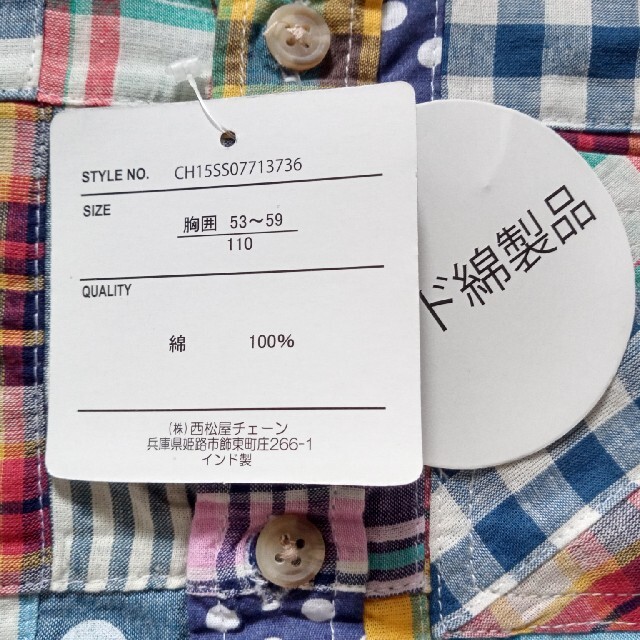 STYLE NO. CH15SS07713736
SIZE
胸囲 53～59
110
QUALITY
綿 100%
(株)西松屋チェーン
兵庫県姫路市飾東町庄266-1
インド製
ド綿製品